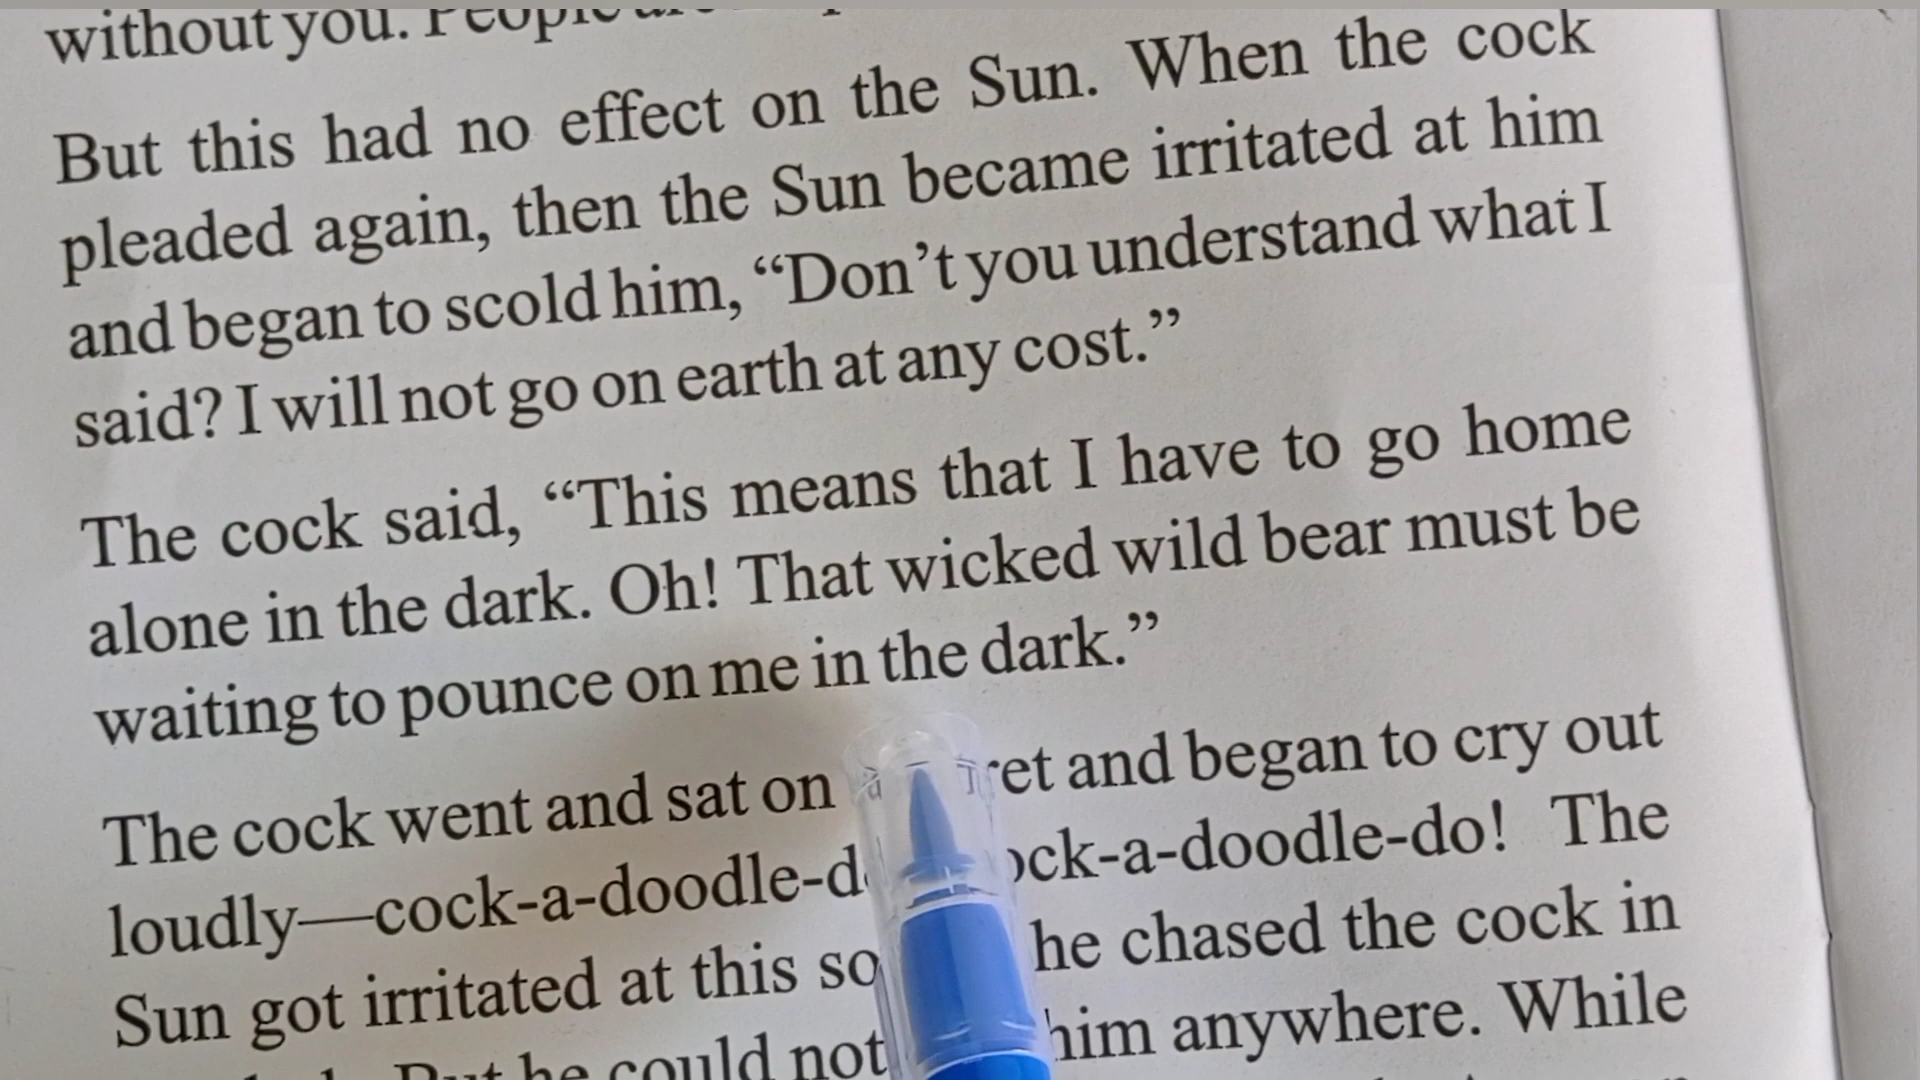 without you. People are
But this had no effect on the Sun. When the cock
pleaded again, then the Sun became irritated at him
and began to scold him, “Don’t you understand what I
said? I will not go on earth at any cost.”
The cock said, “This means that I have to go home
alone in the dark. Oh! That wicked wild bear must be
waiting to pounce on me in the dark.”
The cock went and sat on and began to cry out
loudly—cock-a-doodle-do! The
Sun got irritated at this he chased the cock in
But he could not him anywhere. While